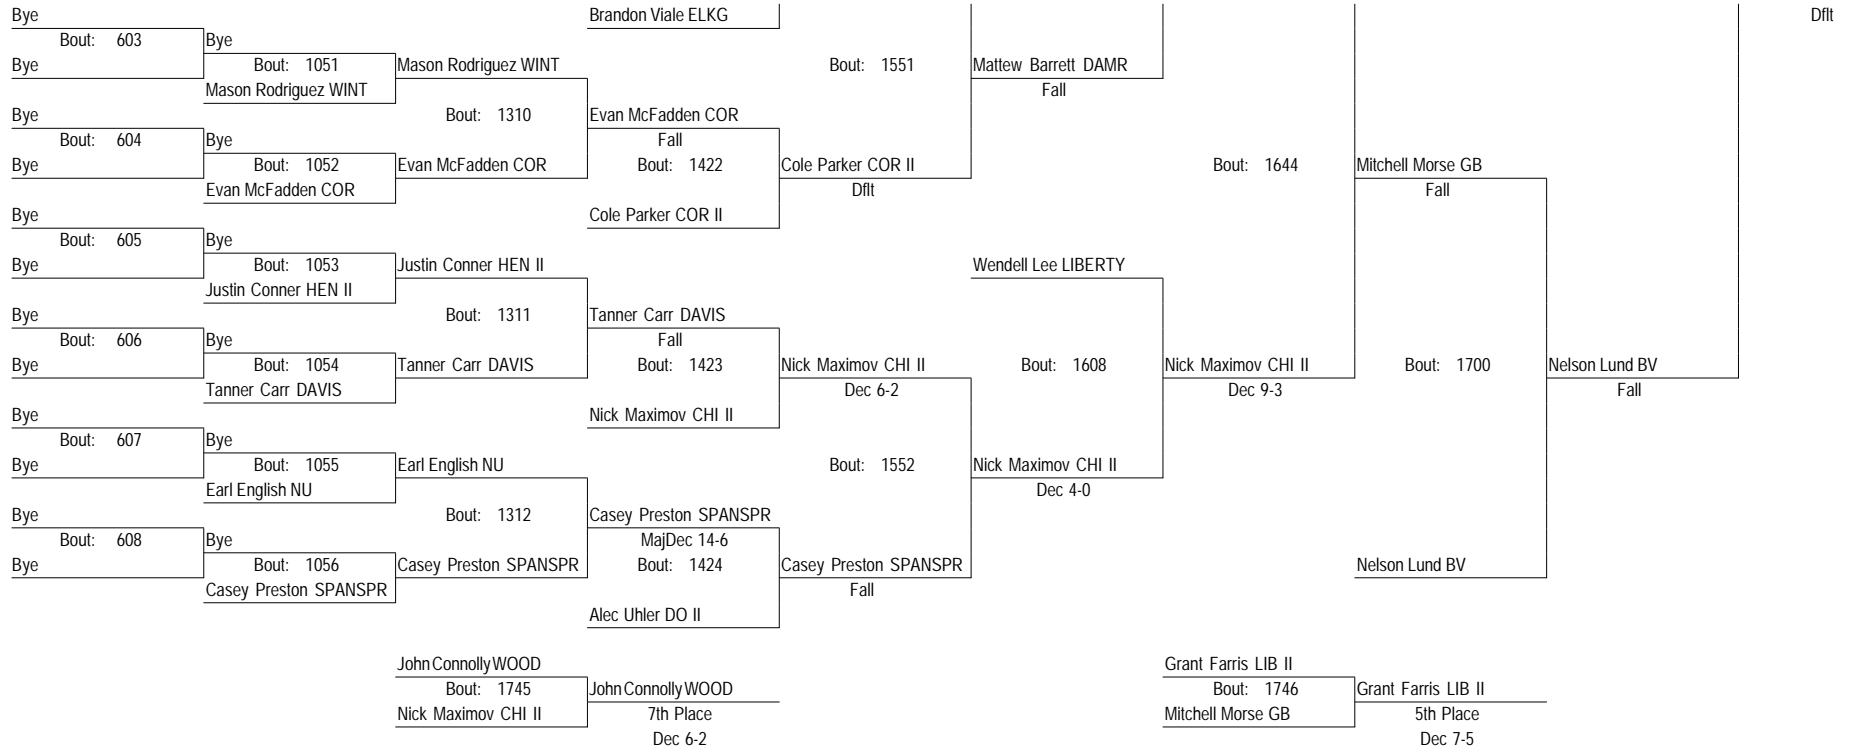 Bye Brandon Viale ELKG Dflt
Bout: 603 Bye
Bye Bout: 1051 Mason Rodriguez WINT Bout: 1551 Mattew Barrett DAMR
Mason Rodriguez WINT Fall
Bye Bout: 1310 Evan McFadden COR
Bout: 604 Bye Fall
Bye Bout: 1052 Evan McFadden COR Bout: 1422 Cole Parker COR II Bout: 1644 Mitchell Morse GB
Evan McFadden COR Dflt Fall
Bye Cole Parker COR II
Bout: 605 Bye
Bye Bout: 1053 Justin Conner HEN II Wendell Lee LIBERTY
Justin Conner HEN II
Bye Bout: 1311 Tanner Carr DAVIS
Bout: 606 Bye Fall
Bye Bout: 1054 Tanner Carr DAVIS Bout: 1423 Nick Maximov CHI II Bout: 1608 Nick Maximov CHI II Bout: 1700 Nelson Lund BV
Tanner Carr DAVIS Dec 6-2 Dec 9-3 Fall
Bye Nick Maximov CHI II
Bout: 607 Bye
Bye Bout: 1055 Earl English NU Bout: 1552 Nick Maximov CHI II
Earl English NU Dec 4-0
Bye Bout: 1312 Casey Preston SPANSPR
Bout: 608 Bye MajDec 14-6
Bye Bout: 1056 Casey Preston SPANSPR Bout: 1424 Casey Preston SPANSPR Nelson Lund BV
Casey Preston SPANSPR Fall
Alec Uhler DO II
John Connolly WOOD Grant Farris LIB II
Bout: 1745 John Connolly WOOD Bout: 1746 Grant Farris LIB II
Nick Maximov CHI II 7th Place Mitchell Morse GB 5th Place
Dec 6-2 Dec 7-5